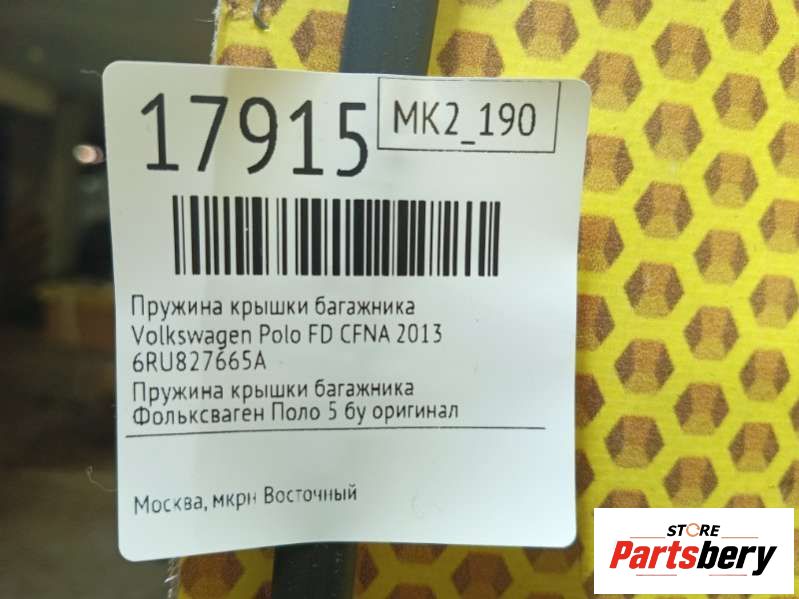 17915
MK2_190
Пружина крышки багажника
Volkswagen Polo FD CFNA 2013
6RU827665A
Пружина крышки багажника
Фольксваген Поло 5 бу оригинал
Москва, мкрн Восточный
STORE
Partsbery